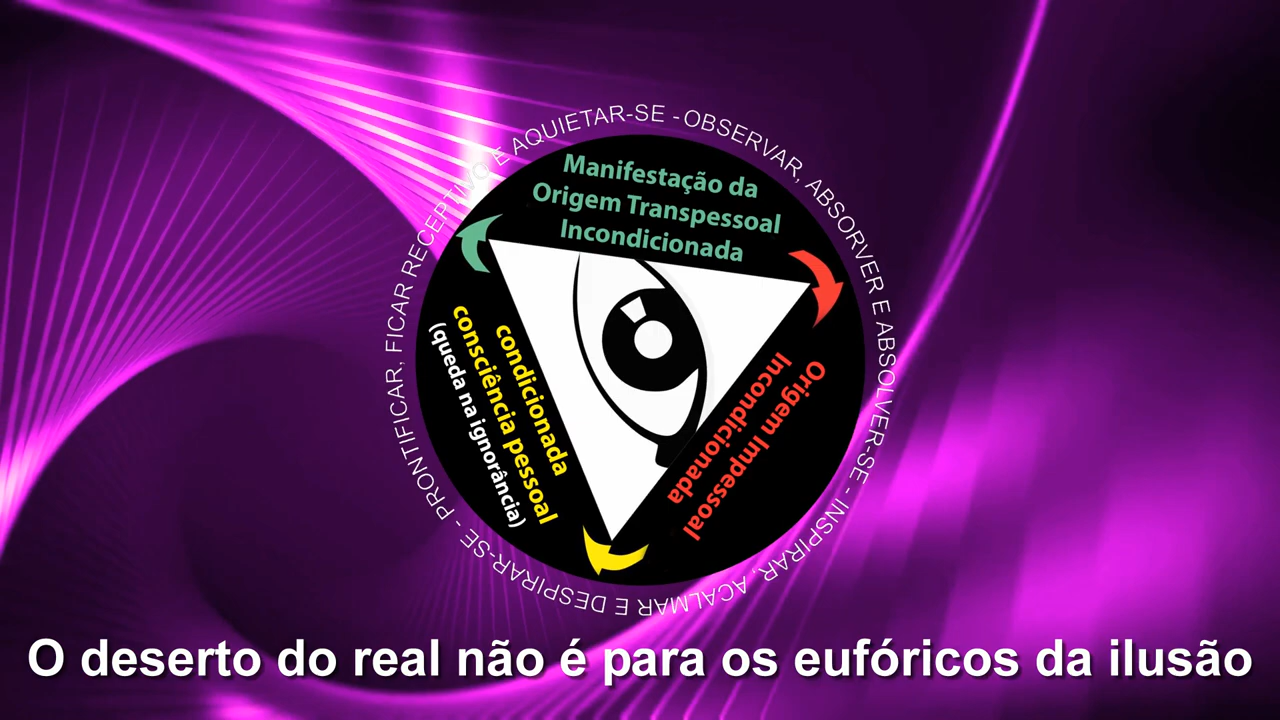 PRONTIFICAR, FICAR RECEPTIVO E AQUIETAR-SE - OBSERVAR, ABSORVER E ABSOLVER-SE - INSPIRAR, ACALMAR E DESPIRAR-SE -
Manifestação da
Origem Transpessoal
Incondicionada
Origem Impessoal
Incondicionada
condicionada
consciência pessoal
(queda na ignorância)
O deserto do real não é para os eufóricos da ilusão